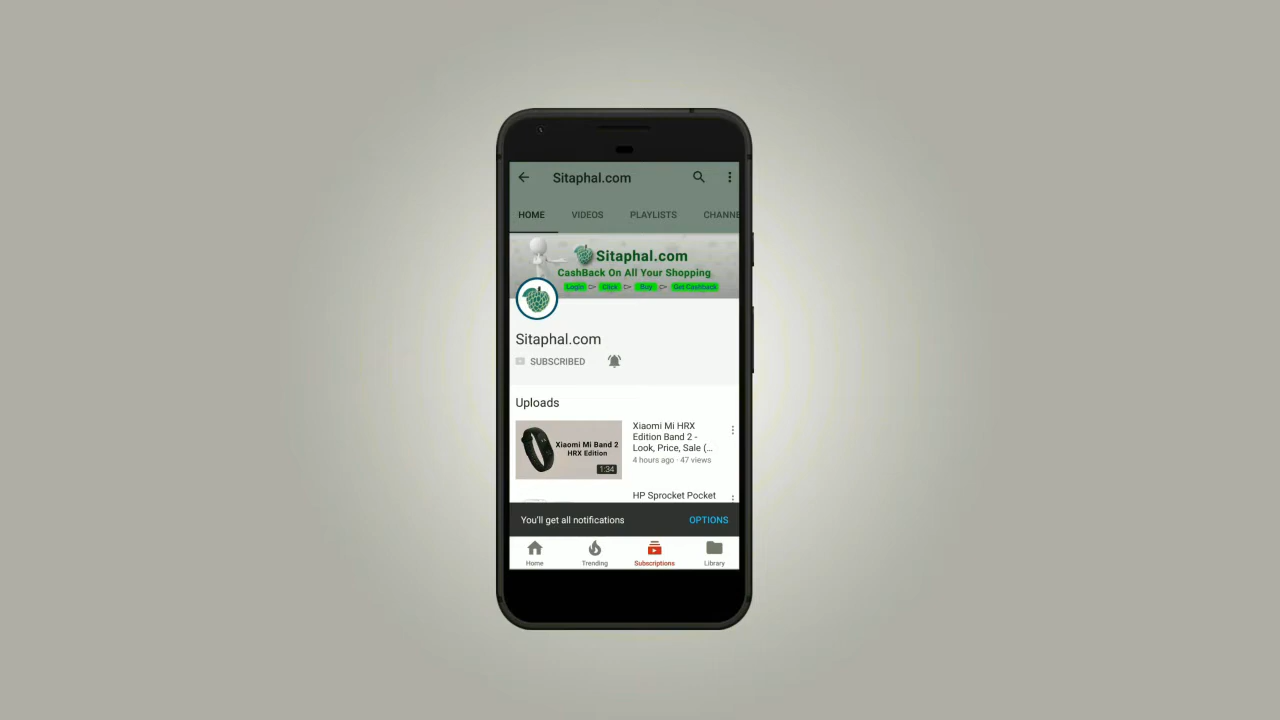 Sitaphal.com
HOME VIDEOS PLAYLISTS CHANNE
Sitaphal.com
CashBack On All Your Shopping
Login Click Buy Get Cashback
Sitaphal.com
SUBSCRIBED
Uploads
Xiaomi Mi Band 2
HRX Edition
1:34
Xiaomi Mi HRX
Edition Band 2 -
Look, Price, Sale (...
4 hours ago · 47 views
HP Sprocket Pocket
You'll get all notifications OPTIONS
Home Trending Subscriptions Library